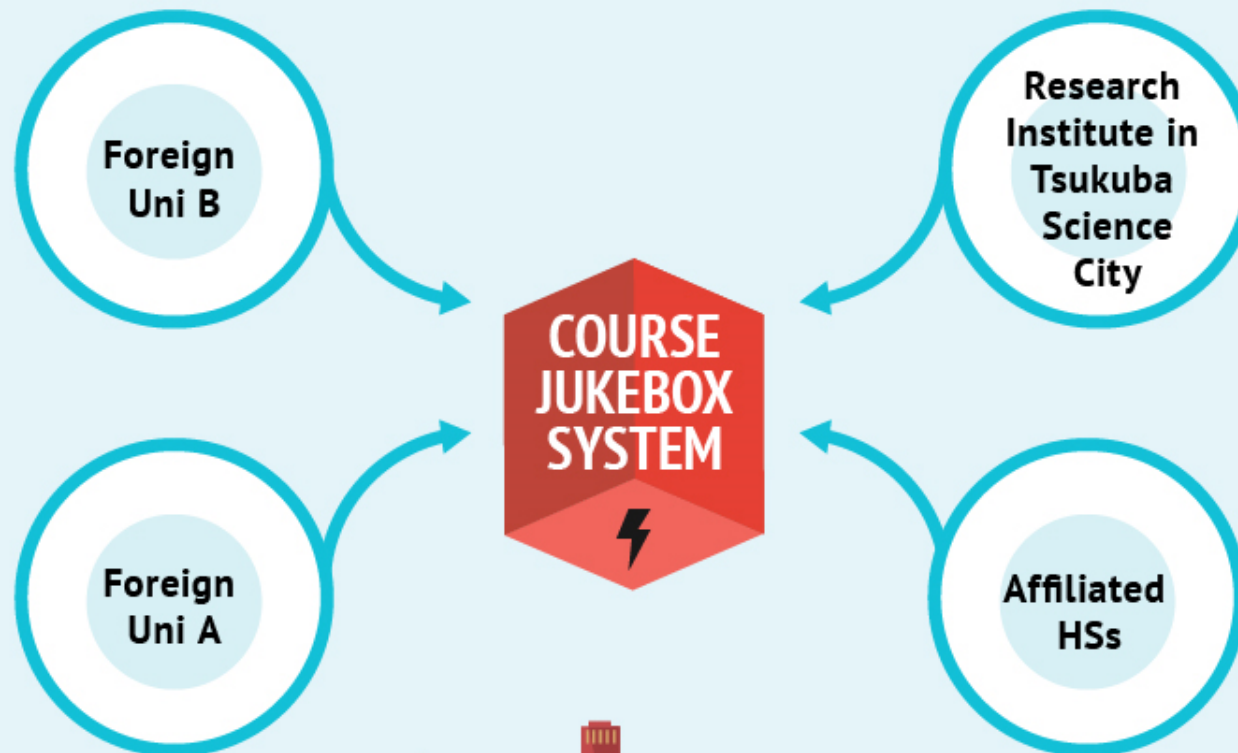 Foreign
Uni B
Research
Institute in
Tsukuba
Science
City
COURSE
JUKEBOX
SYSTEM
Foreign
Uni A
Affiliated
HSs